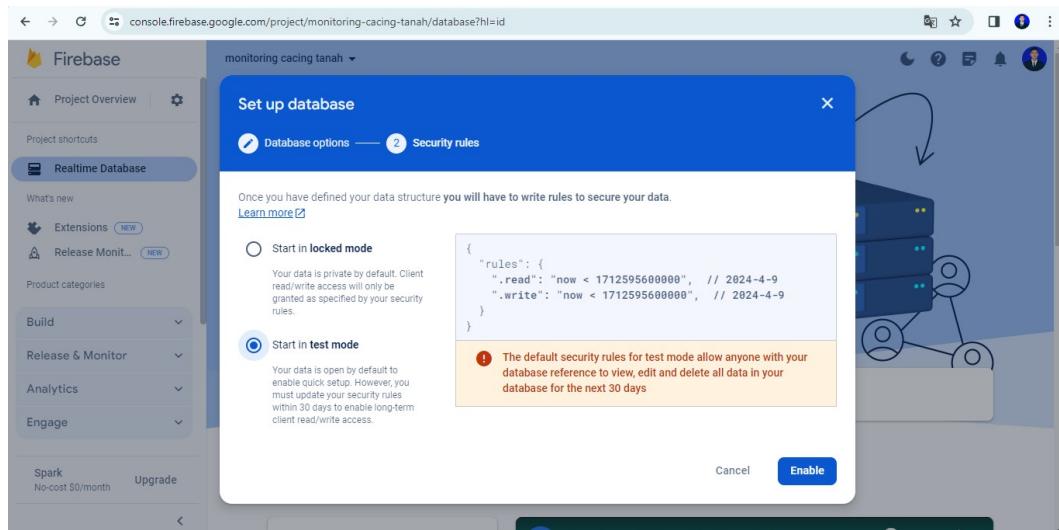 console.firebase.google.com/project/monitoring-cacing-tanah/database?hl=id
Firebase
monitoring cacing tanah
Project Overview
Project shortcuts
Realtime Database
What's new
Extensions NEW
Release Monit... NEW
Product categories
Build
Release & Monitor
Analytics
Engage
Spark
No-cost $0/month
Upgrade
Set up database
Database options
2 Security rules
Once you have defined your data structure you will have to write rules to secure your data.
Learn more
Start in locked mode
Your data is private by default. Client
read/write access will only be
granted as specified by your security
rules.
Start in test mode
Your data is open by default to
enable quick setup. However, you
must update your security rules
within 30 days to enable long-term
client read/write access.
{
"rules": {
".read": "now < 1712595600000", // 2024-4-9
".write": "now < 1712595600000", // 2024-4-9
}
}
The default security rules for test mode allow anyone with your
database reference to view, edit and delete all data in your
database for the next 30 days
Cancel
Enable